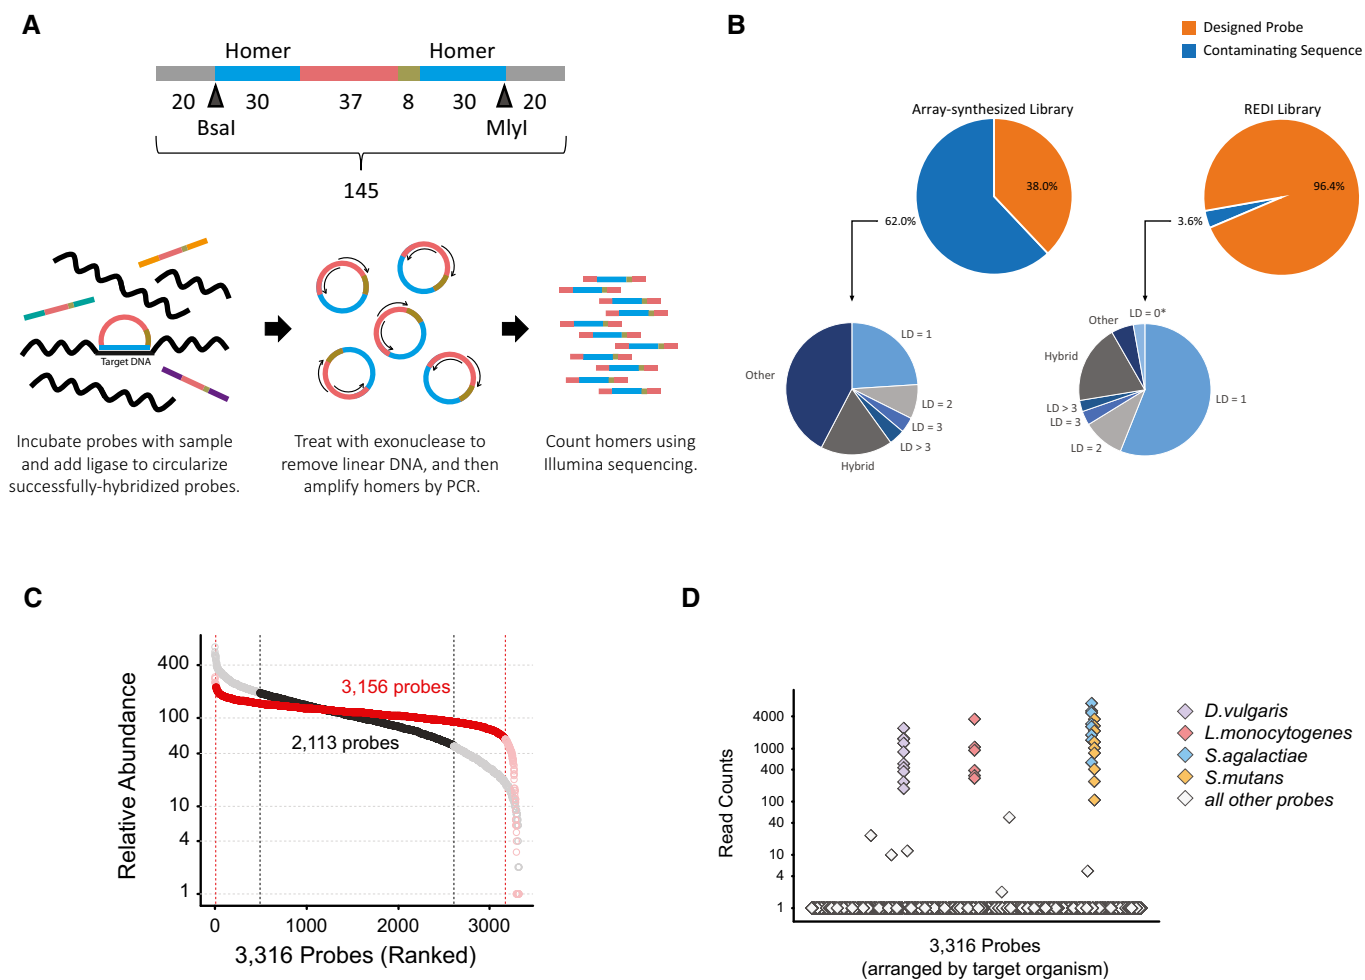 A
Homer
Homer
20
30
37
8
30
20
BsaI
MlyI
145
Target DNA
Incubate probes with sample
and add ligase to circularize
successfully-hybridized probes.
Treat with exonuclease to
remove linear DNA, and then
amplify homers by PCR.
Count homers using
Illumina sequencing.
B
Designed Probe
Contaminating Sequence
Array-synthesized Library
REDI Library
38.0%
62.0%
96.4%
3.6%
LD = 1
LD = 2
LD = 3
LD > 3
Hybrid
Other
LD = 0*
Other
Hybrid
LD > 3
LD = 3
LD = 2
LD = 1
C
Relative Abundance
400
100
40
10
4
1
3,156 probes
2,113 probes
0
1000
2000
3000
3,316 Probes (Ranked)
D
Read Counts
4000
1000
400
100
40
10
4
1
D.vulgaris
L.monocytogenes
S.agalactiae
S.mutans
all other probes
3,316 Probes
(arranged by target organism)